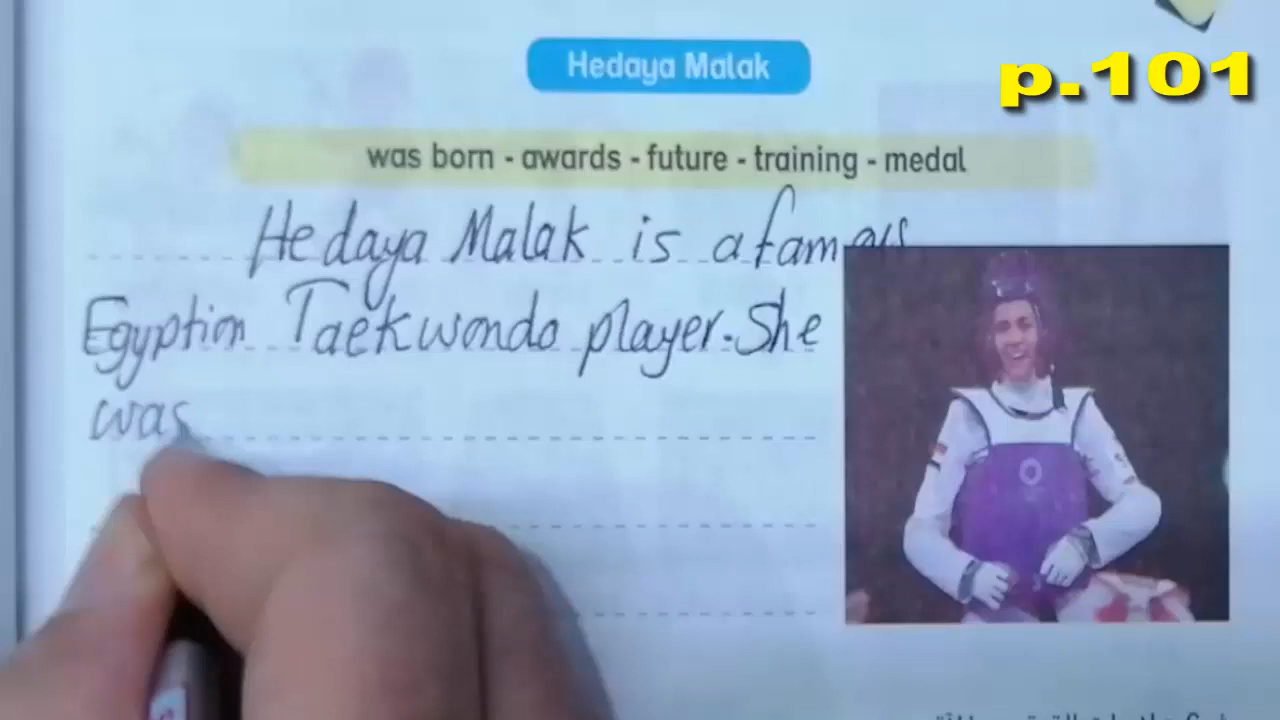 Hedaya Malak
p.101
was born - awards - future - training - medal
Hedaya Malak is a famous
Egyption Taekwondo player. She
was